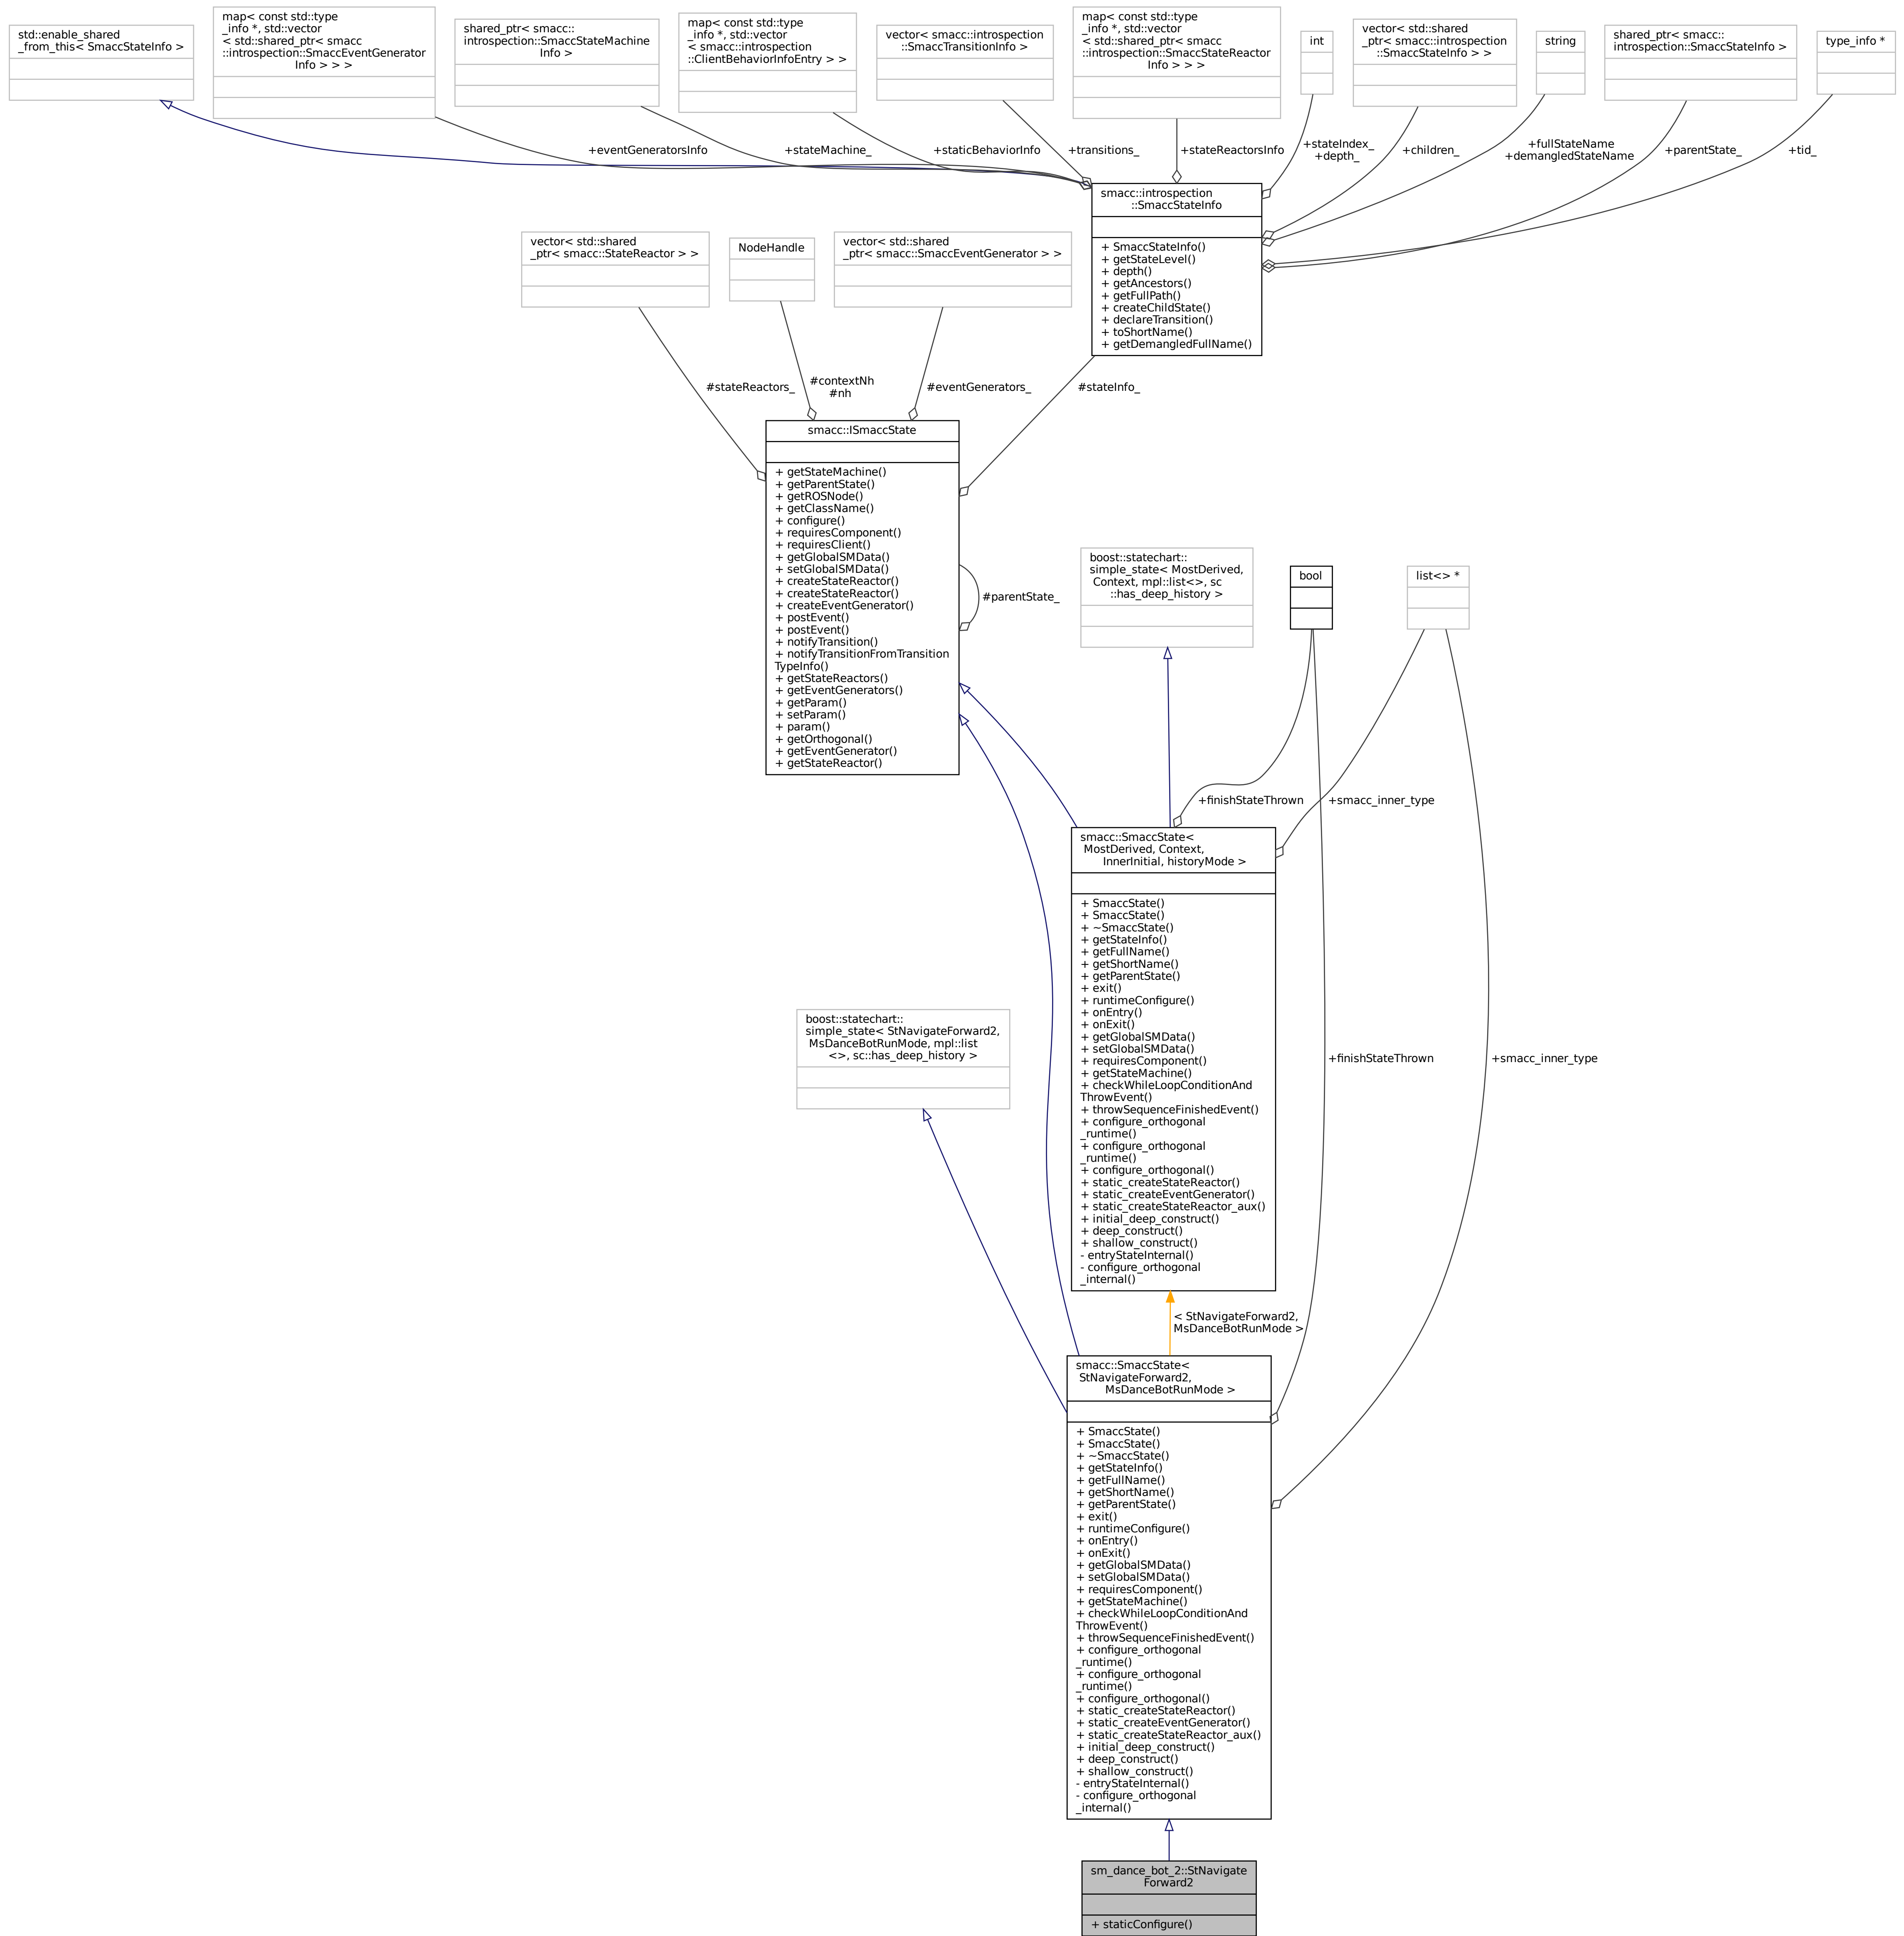 std::enable_shared
_from_this< SmaccStateInfo >
map< const std::type
_info *, std::vector
< std::shared_ptr< smacc
::introspection::SmaccEventGenerator
Info > > >
shared_ptr< smacc::
introspection::SmaccStateMachine
Info >
map< const std::type
_info *, std::vector
< smacc::introspection
::ClientBehaviorInfoEntry > >
vector< smacc::introspection
::SmaccTransitionInfo >
map< const std::type
_info *, std::vector
< std::shared_ptr< smacc
::introspection::SmaccStateReactor
Info > > >
int
vector< std::shared
_ptr< smacc::introspection
::SmaccStateInfo > >
string
shared_ptr< smacc::
introspection::SmaccStateInfo >
type_info *
+eventGeneratorsInfo
+stateMachine_
+staticBehaviorInfo
+transitions_
+stateReactorsInfo
+stateIndex_
+depth_
+children_
+fullStateName
+demangledStateName
+parentState_
+tid_
smacc::introspection
::SmaccStateInfo
+ SmaccStateInfo()
+ getStateLevel()
+ depth()
+ getAncestors()
+ getFullPath()
+ createChildState()
+ declareTransition()
+ toShortName()
+ getDemangledFullName()
vector< std::shared
_ptr< smacc::StateReactor > >
NodeHandle
vector< std::shared
_ptr< smacc::SmaccEventGenerator > >
#stateReactors_
#contextNh
#nh
#eventGenerators_
#stateInfo_
smacc::ISmaccState
+ getStateMachine()
+ getParentState()
+ getROSNode()
+ getClassName()
+ configure()
+ requiresComponent()
+ requiresClient()
+ getGlobalSMData()
+ setGlobalSMData()
+ createStateReactor()
+ createStateReactor()
+ createEventGenerator()
+ postEvent()
+ postEvent()
+ notifyTransition()
+ notifyTransitionFromTransition
TypeInfo()
+ getStateReactors()
+ getEventGenerators()
+ getParam()
+ setParam()
+ param()
+ getOrthogonal()
+ getEventGenerator()
+ getStateReactor()
#parentState_
boost::statechart::
simple_state< MostDerived,
Context, mpl::list<>, sc
::has_deep_history >
bool
list<> *
+finishStateThrown
+smacc_inner_type
smacc::SmaccState<
MostDerived, Context,
InnerInitial, historyMode >
+ SmaccState()
+ SmaccState()
+ ~SmaccState()
+ getStateInfo()
+ getFullName()
+ getShortName()
+ getParentState()
+ exit()
+ runtimeConfigure()
+ onEntry()
+ onExit()
+ getGlobalSMData()
+ setGlobalSMData()
+ requiresComponent()
+ getStateMachine()
+ checkWhileLoopConditionAnd
ThrowEvent()
+ throwSequenceFinishedEvent()
+ configure_orthogonal
_runtime()
+ configure_orthogonal
_runtime()
+ configure_orthogonal()
+ static_createStateReactor()
+ static_createEventGenerator()
+ static_createStateReactor_aux()
+ initial_deep_construct()
+ deep_construct()
+ shallow_construct()
- entryStateInternal()
- configure_orthogonal
_internal()
boost::statechart::
simple_state< StNavigateForward2,
MsDanceBotRunMode, mpl::list
<>, sc::has_deep_history >
+finishStateThrown
+smacc_inner_type
< StNavigateForward2,
MsDanceBotRunMode >
smacc::SmaccState<
StNavigateForward2,
MsDanceBotRunMode >
+ SmaccState()
+ SmaccState()
+ ~SmaccState()
+ getStateInfo()
+ getFullName()
+ getShortName()
+ getParentState()
+ exit()
+ runtimeConfigure()
+ onEntry()
+ onExit()
+ getGlobalSMData()
+ setGlobalSMData()
+ requiresComponent()
+ getStateMachine()
+ checkWhileLoopConditionAnd
ThrowEvent()
+ throwSequenceFinishedEvent()
+ configure_orthogonal
_runtime()
+ configure_orthogonal
_runtime()
+ configure_orthogonal()
+ static_createStateReactor()
+ static_createEventGenerator()
+ static_createStateReactor_aux()
+ initial_deep_construct()
+ deep_construct()
+ shallow_construct()
- entryStateInternal()
- configure_orthogonal
_internal()
sm_dance_bot_2::StNavigate
Forward2
+ staticConfigure()